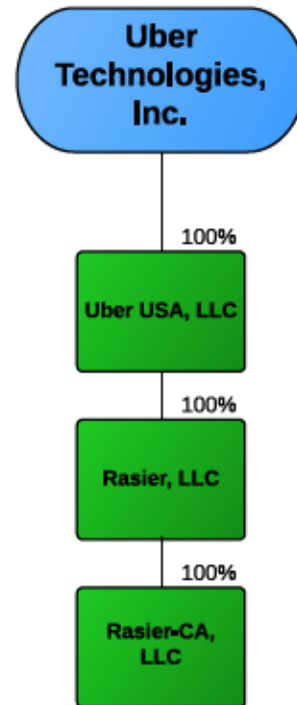 Uber
Technologies,
Inc.
100%
Uber USA, LLC
100%
Rasier, LLC
100%
Rasier-CA,
LLC